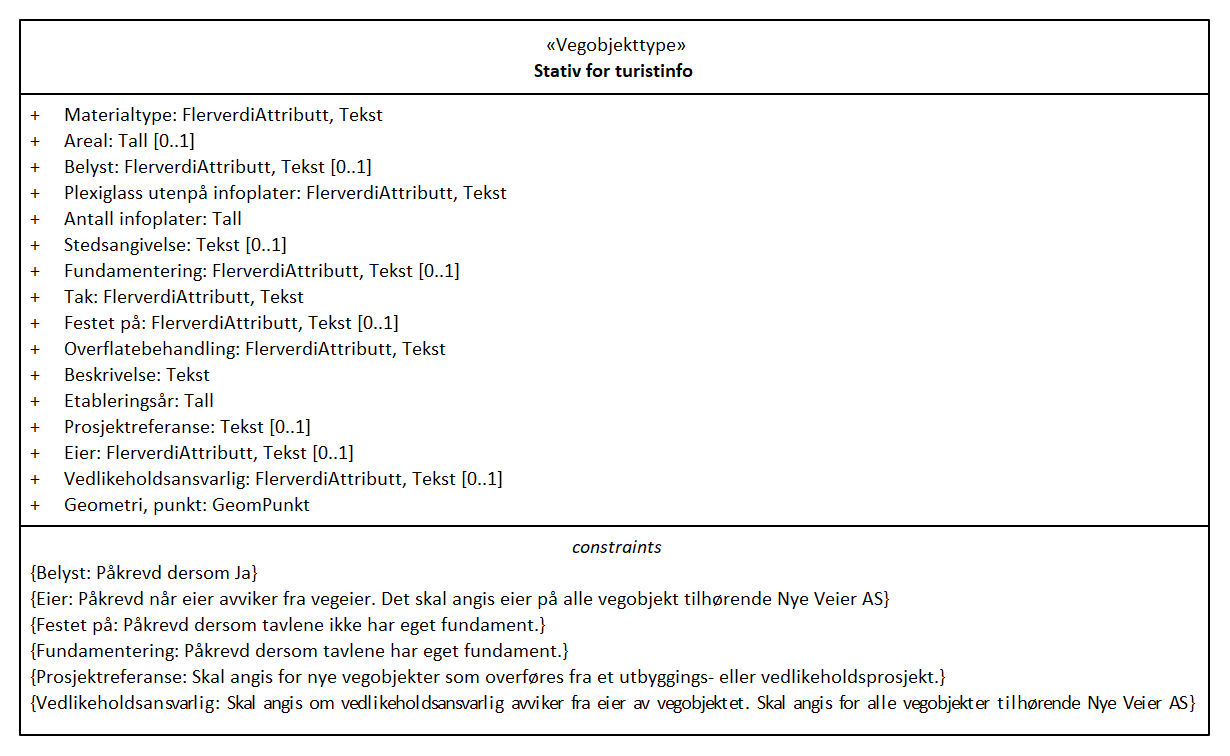 «Vegobjekttype»
Stativ for turistinfo
+ Materialtype: FlerverdiAttributt, Tekst
+ Areal: Tall [0..1]
+ Belyst: FlerverdiAttributt, Tekst [0..1]
+ Plexiglass utenpå infoplater: FlerverdiAttributt, Tekst
+ Antall infoplater: Tall
+ Stedsangivelse: Tekst [0..1]
+ Fundamentering: FlerverdiAttributt, Tekst [0..1]
+ Tak: FlerverdiAttributt, Tekst
+ Festet på: FlerverdiAttributt, Tekst [0..1]
+ Overflatebehandling: FlerverdiAttributt, Tekst
+ Beskrivelse: Tekst
+ Etableringsår: Tall
+ Prosjektreferanse: Tekst [0..1]
+ Eier: FlerverdiAttributt, Tekst [0..1]
+ Vedlikeholdsansvarlig: FlerverdiAttributt, Tekst [0..1]
+ Geometri, punkt: GeomPunkt
constraints
{Belyst: Påkrevd dersom Ja}
{Eier: Påkrevd når eier avviker fra vegeier. Det skal angis eier på alle vegobjekt tilhørende Nye Veier AS}
{Festet på: Påkrevd dersom tavlene ikke har eget fundament.}
{Fundamentering: Påkrevd dersom tavlene har eget fundament.}
{Prosjektreferanse: Skal angis for nye vegobjekter som overføres fra et utbyggings- eller vedlikeholdsprosjekt.}
{Vedlikeholdsansvarlig: Skal angis om vedlikeholdsansvarlig avviker fra eier av vegobjektet. Skal angis for alle vegobjekter tilhørende Nye Veier AS}